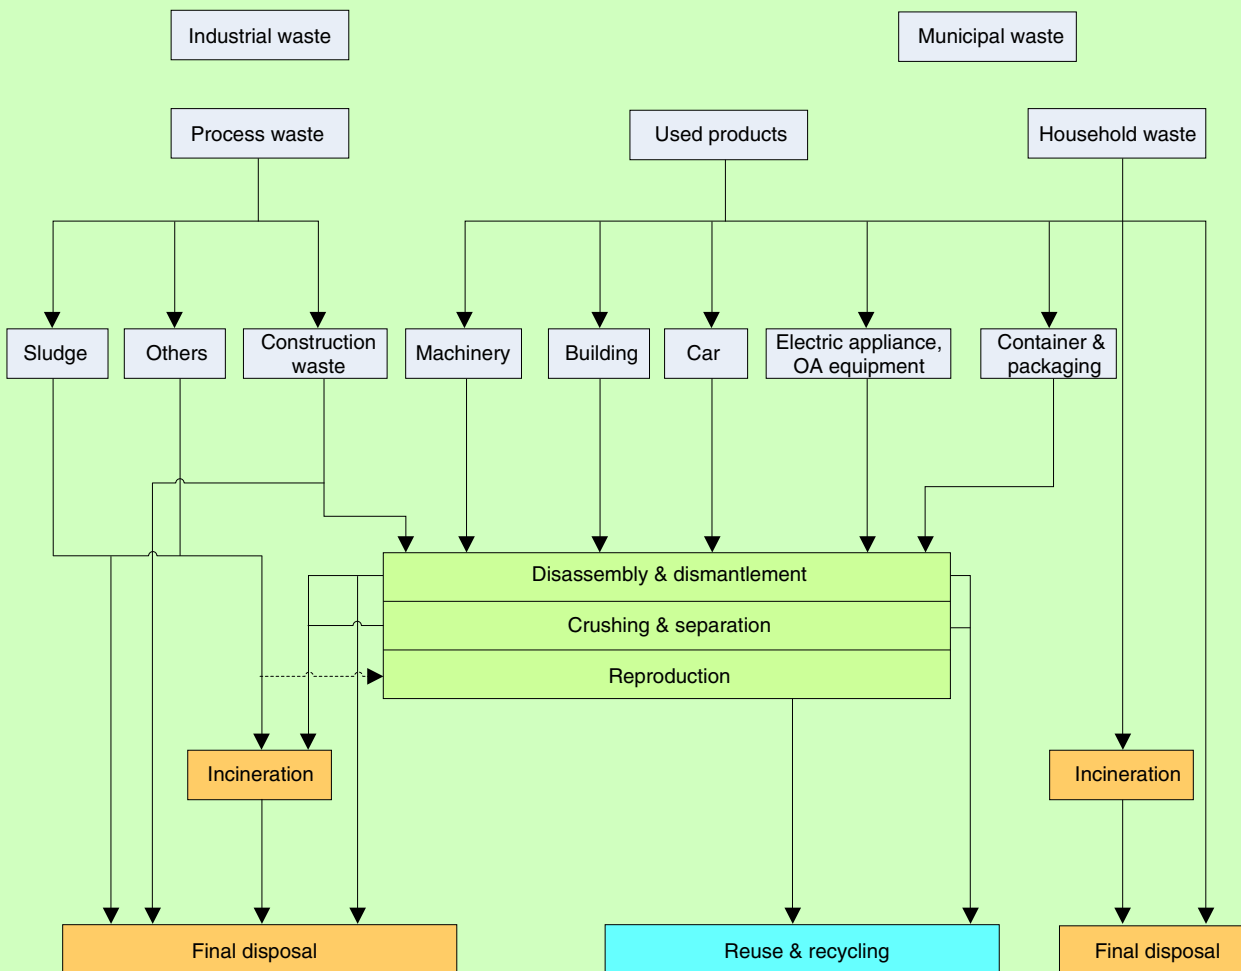 Industrial waste
Municipal waste
Process waste
Used products
Household waste
Sludge
Others
Construction
waste
Machinery
Building
Car
Electric appliance,
OA equipment
Container &
packaging
Disassembly & dismantlement
Crushing & separation
Reproduction
Incineration
Incineration
Final disposal
Reuse & recycling
Final disposal